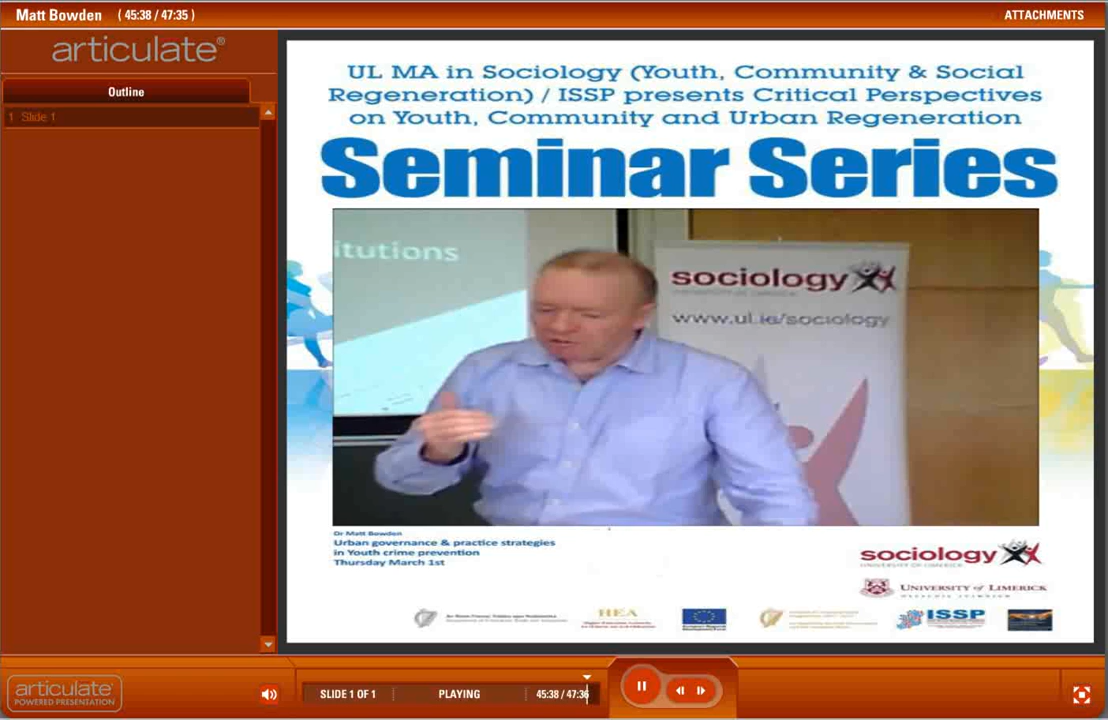 Matt Bowden ( 45:38 / 47:35 )
ATTACHMENTS
articulate®
Outline
1 Slide 1
UL MA in Sociology (Youth, Community & Social
Regeneration) / ISSP presents Critical Perspectives
on Youth, Community and Urban Regeneration
Seminar Series
itutions
sociology
www.ul.ie/sociology
Dr Matt Bowden
Urban governance & practice strategies
in Youth crime prevention
Thursday March 1st
sociology
UNIVERSITY OF LIMERICK
UNIVERSITY of LIMERICK
HEA
ISSP
articulate®
POWERED PRESENTATION
SLIDE 1 OF 1
PLAYING
45:38 / 47:36